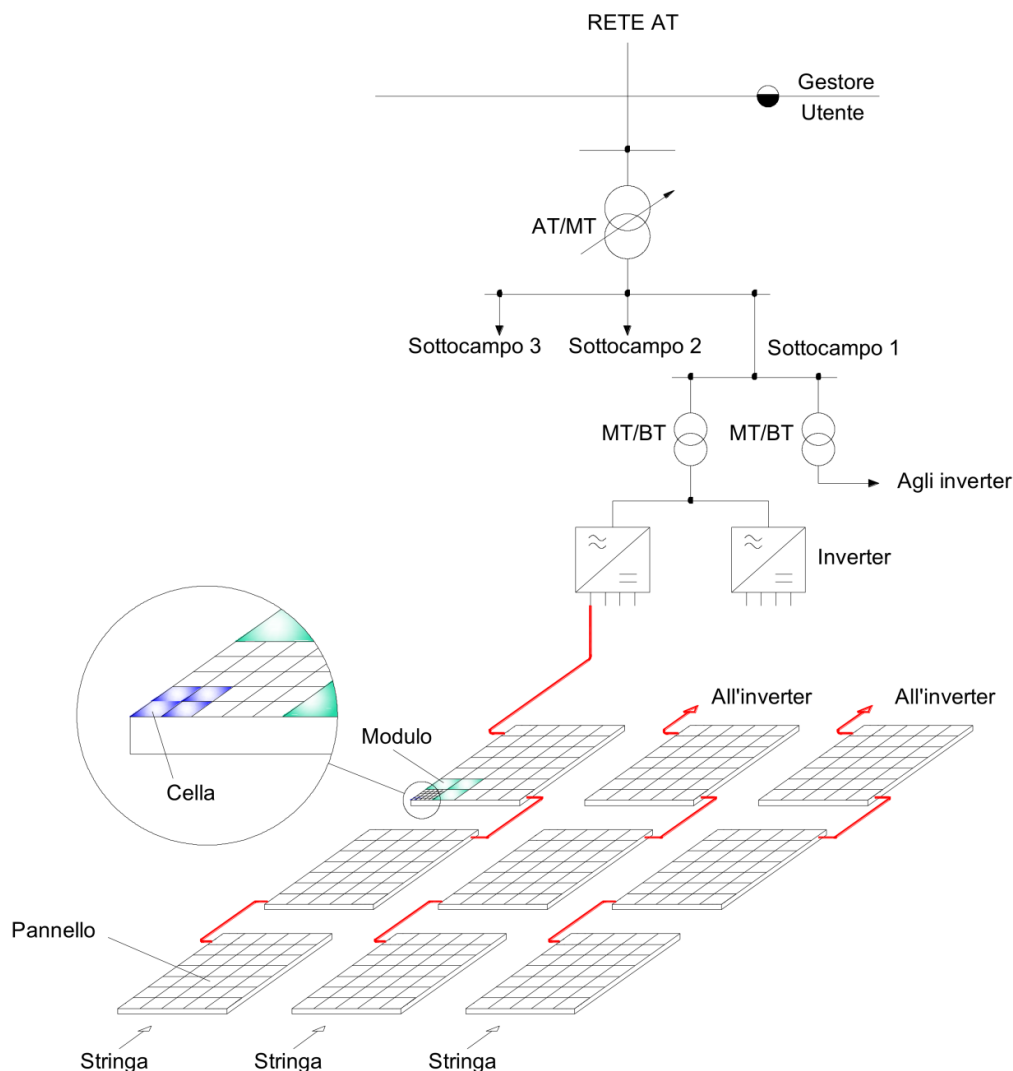 RETE AT
Gestore
Utente
AT/MT
Sottocampo 3
Sottocampo 2
Sottocampo 1
MT/BT
MT/BT
Agli inverter
Inverter
All'inverter
All'inverter
Modulo
Cella
Pannello
Stringa
Stringa
Stringa